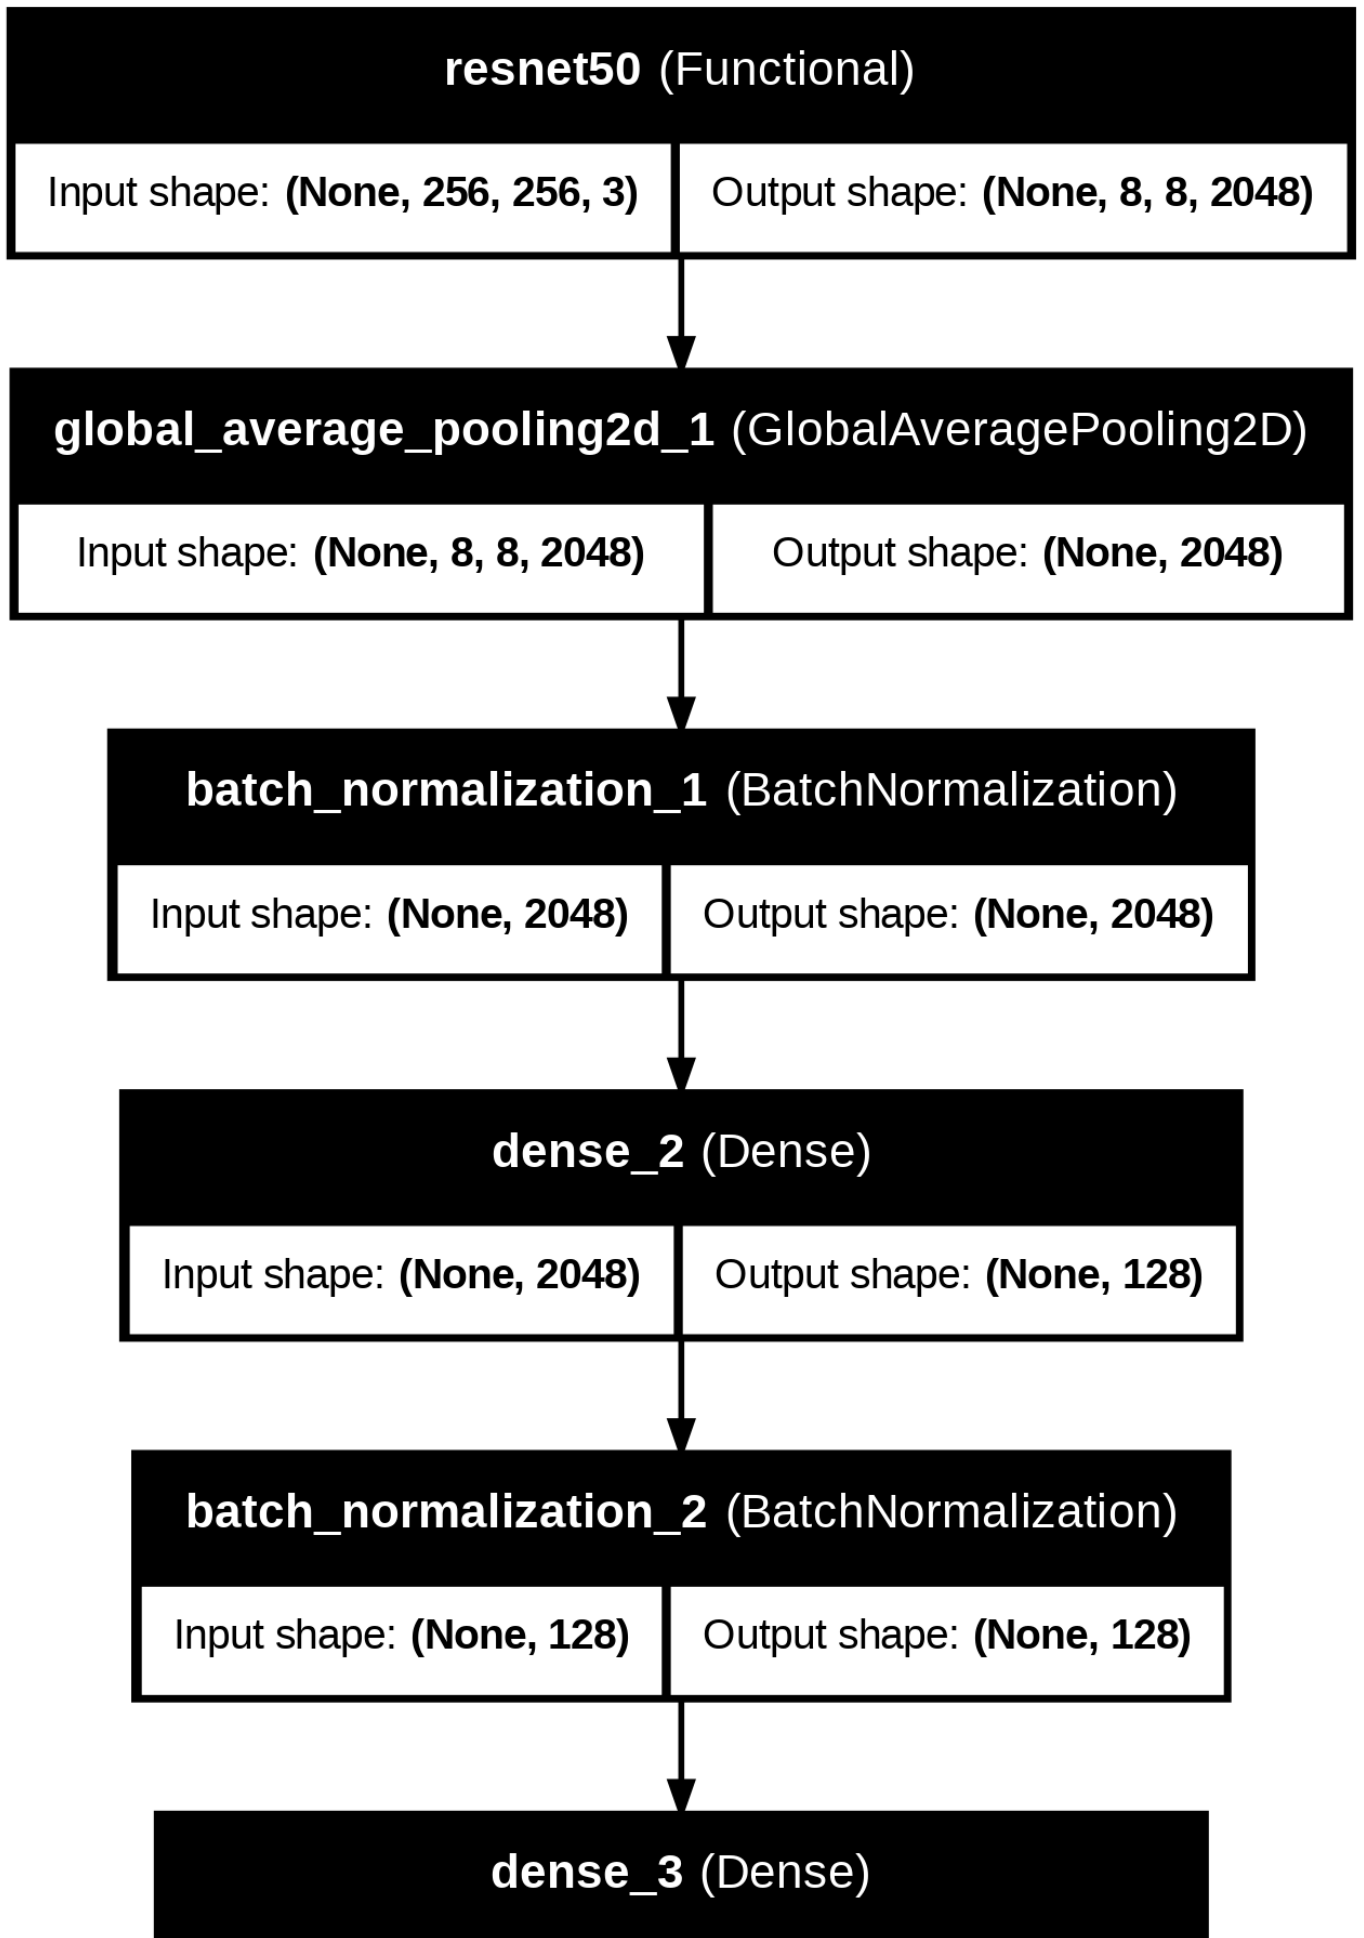 resnet50 (Functional)
Input shape: (None, 256, 256, 3) Output shape: (None, 8, 8, 2048)
global_average_pooling2d_1 (GlobalAveragePooling2D)
Input shape: (None, 8, 8, 2048) Output shape: (None, 2048)
batch_normalization_1 (BatchNormalization)
Input shape: (None, 2048) Output shape: (None, 2048)
dense_2 (Dense)
Input shape: (None, 2048) Output shape: (None, 128)
batch_normalization_2 (BatchNormalization)
Input shape: (None, 128) Output shape: (None, 128)
dense_3 (Dense)